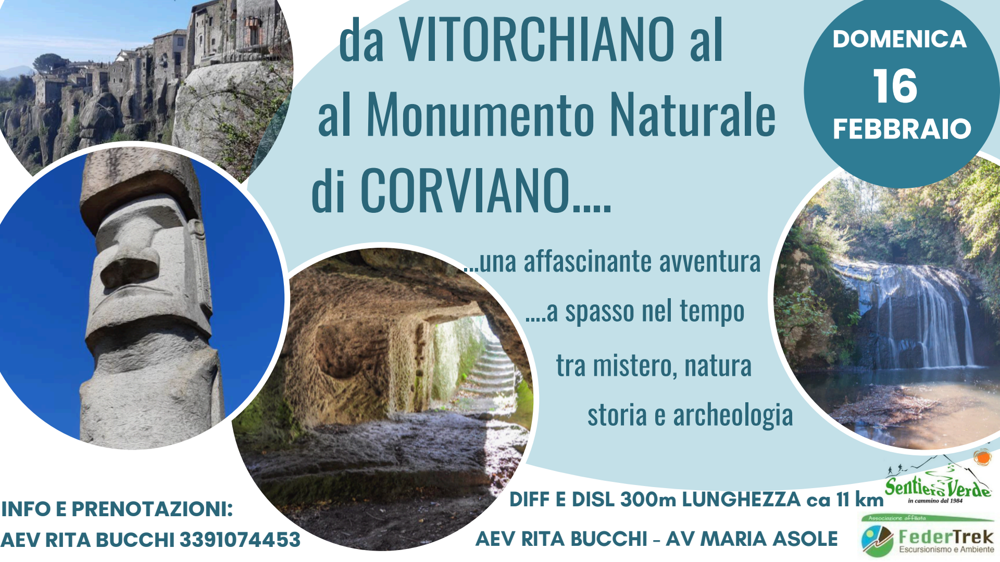 da VITORCHIANO al
al Monumento Naturale
di CORVIANO....
DOMENICA
16
FEBBRAIO
...una affascinante avventura
....a spasso nel tempo
tra mistero, natura
storia e archeologia
INFO E PRENOTAZIONI:
AEV RITA BUCCHI 3391074453
DIFF E DISL 300m LUNGHEZZA ca 11 km
AEV RITA BUCCHI - AV MARIA ASOLE
Sentiero Verde
in cammino dal 1984
Associazione affiliata
FederTrek
Escursionismo e Ambiente